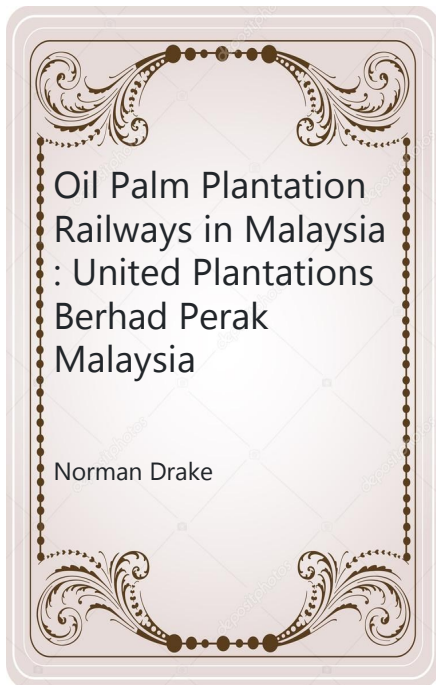 Oil Palm Plantation
Railways in Malaysia
: United Plantations
Berhad Perak
Malaysia
Norman Drake